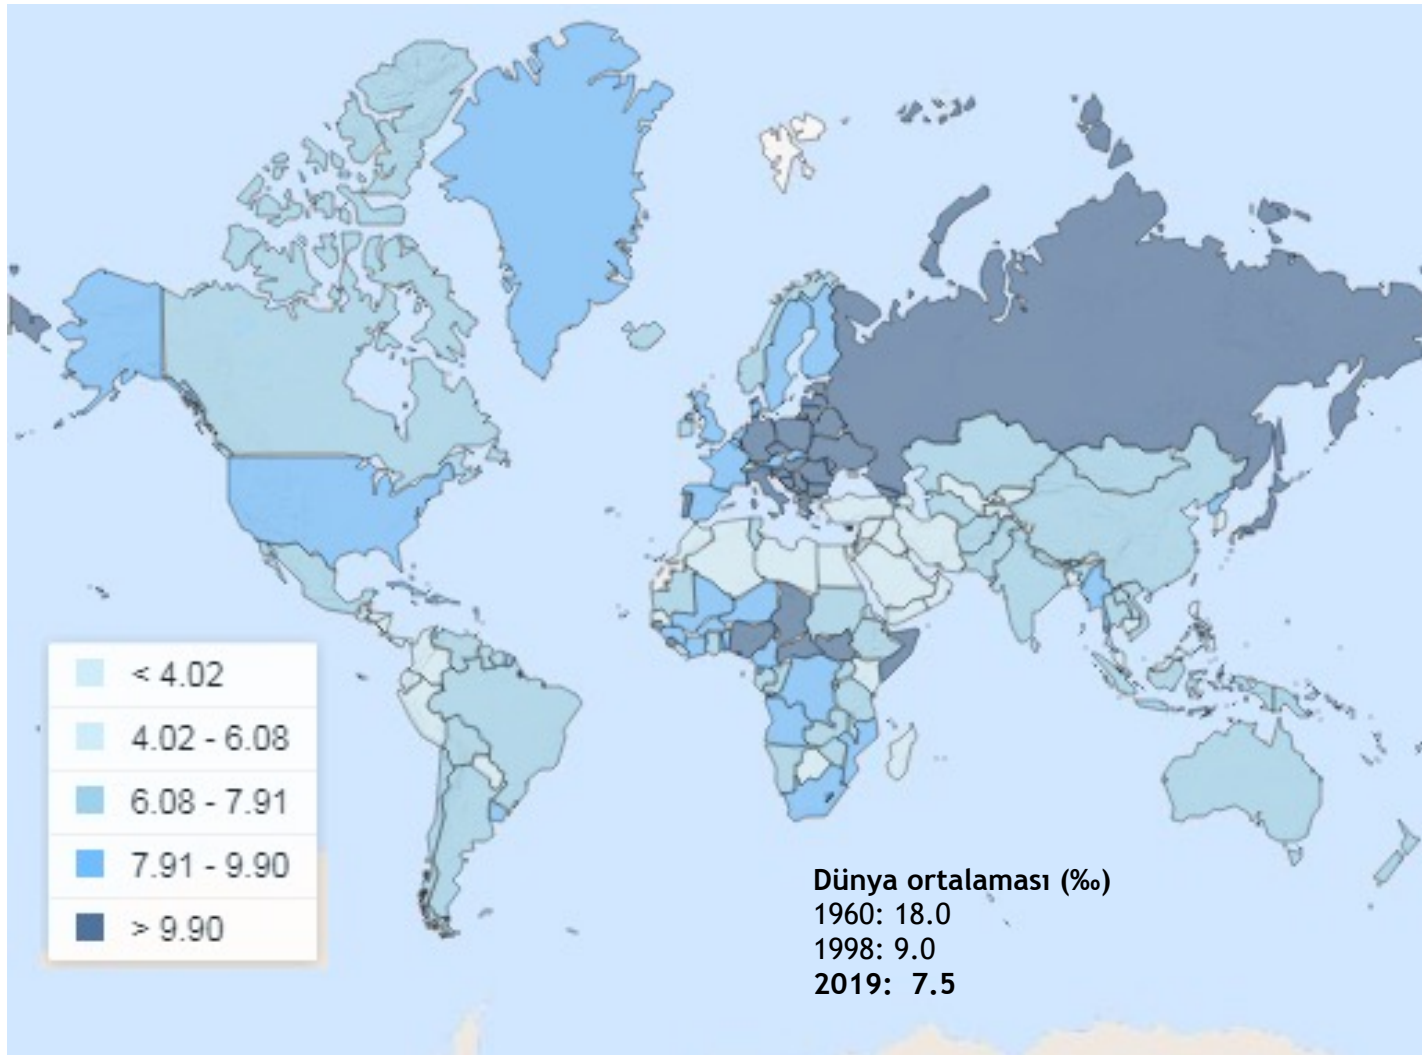 < 4.02
4.02 - 6.08
6.08 - 7.91
7.91 - 9.90
> 9.90
Dünya ortalaması (‰)
1960: 18.0
1998: 9.0
2019: 7.5